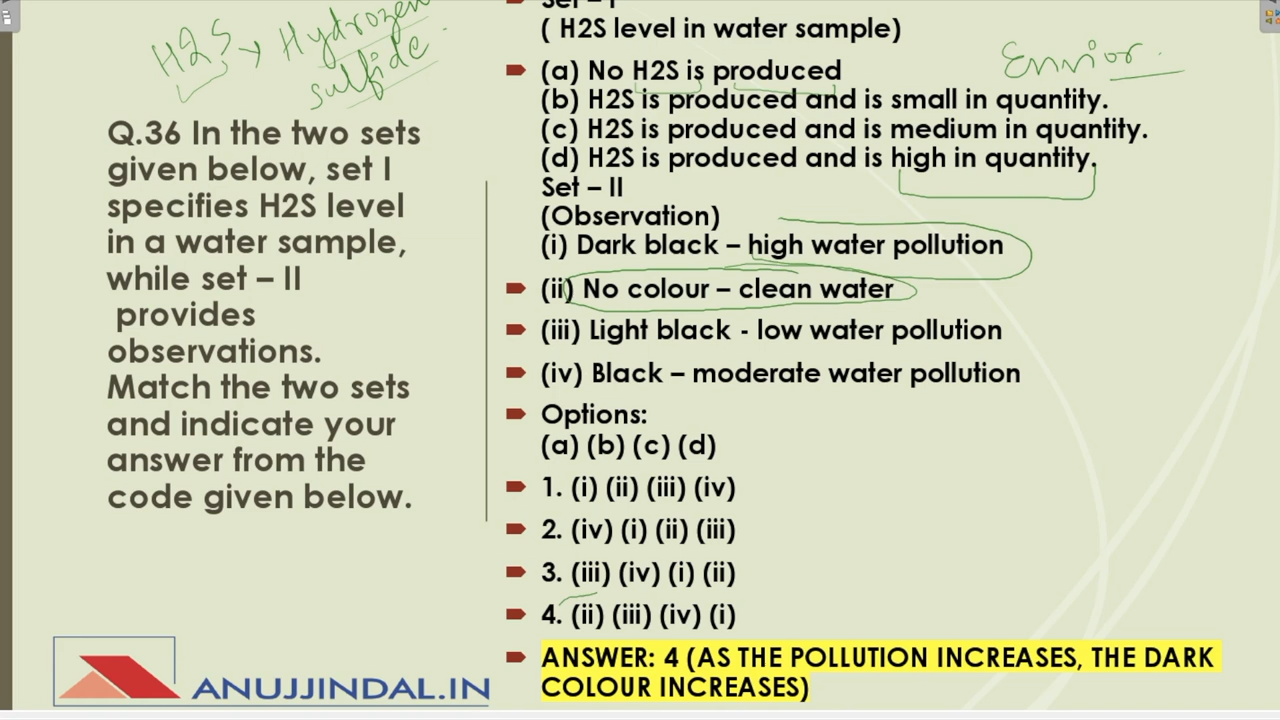 H2S → Hydrozen
sulfide
Q.36 In the two sets
given below, set I
specifies H2S level
in a water sample,
while set – II
provides
observations.
Match the two sets
and indicate your
answer from the
code given below.
ANUJJINDAL.IN
Set – I
( H2S level in water sample)
Envior
(a) No H2S is produced
(b) H2S is produced and is small in quantity.
(c) H2S is produced and is medium in quantity.
(d) H2S is produced and is high in quantity.
Set – II
(Observation)
(i) Dark black – high water pollution
(ii) No colour – clean water
(iii) Light black - low water pollution
(iv) Black – moderate water pollution
Options:
(a) (b) (c) (d)
1. (i) (ii) (iii) (iv)
2. (iv) (i) (ii) (iii)
3. (iii) (iv) (i) (ii)
4. (ii) (iii) (iv) (i)
ANSWER: 4 (AS THE POLLUTION INCREASES, THE DARK
COLOUR INCREASES)